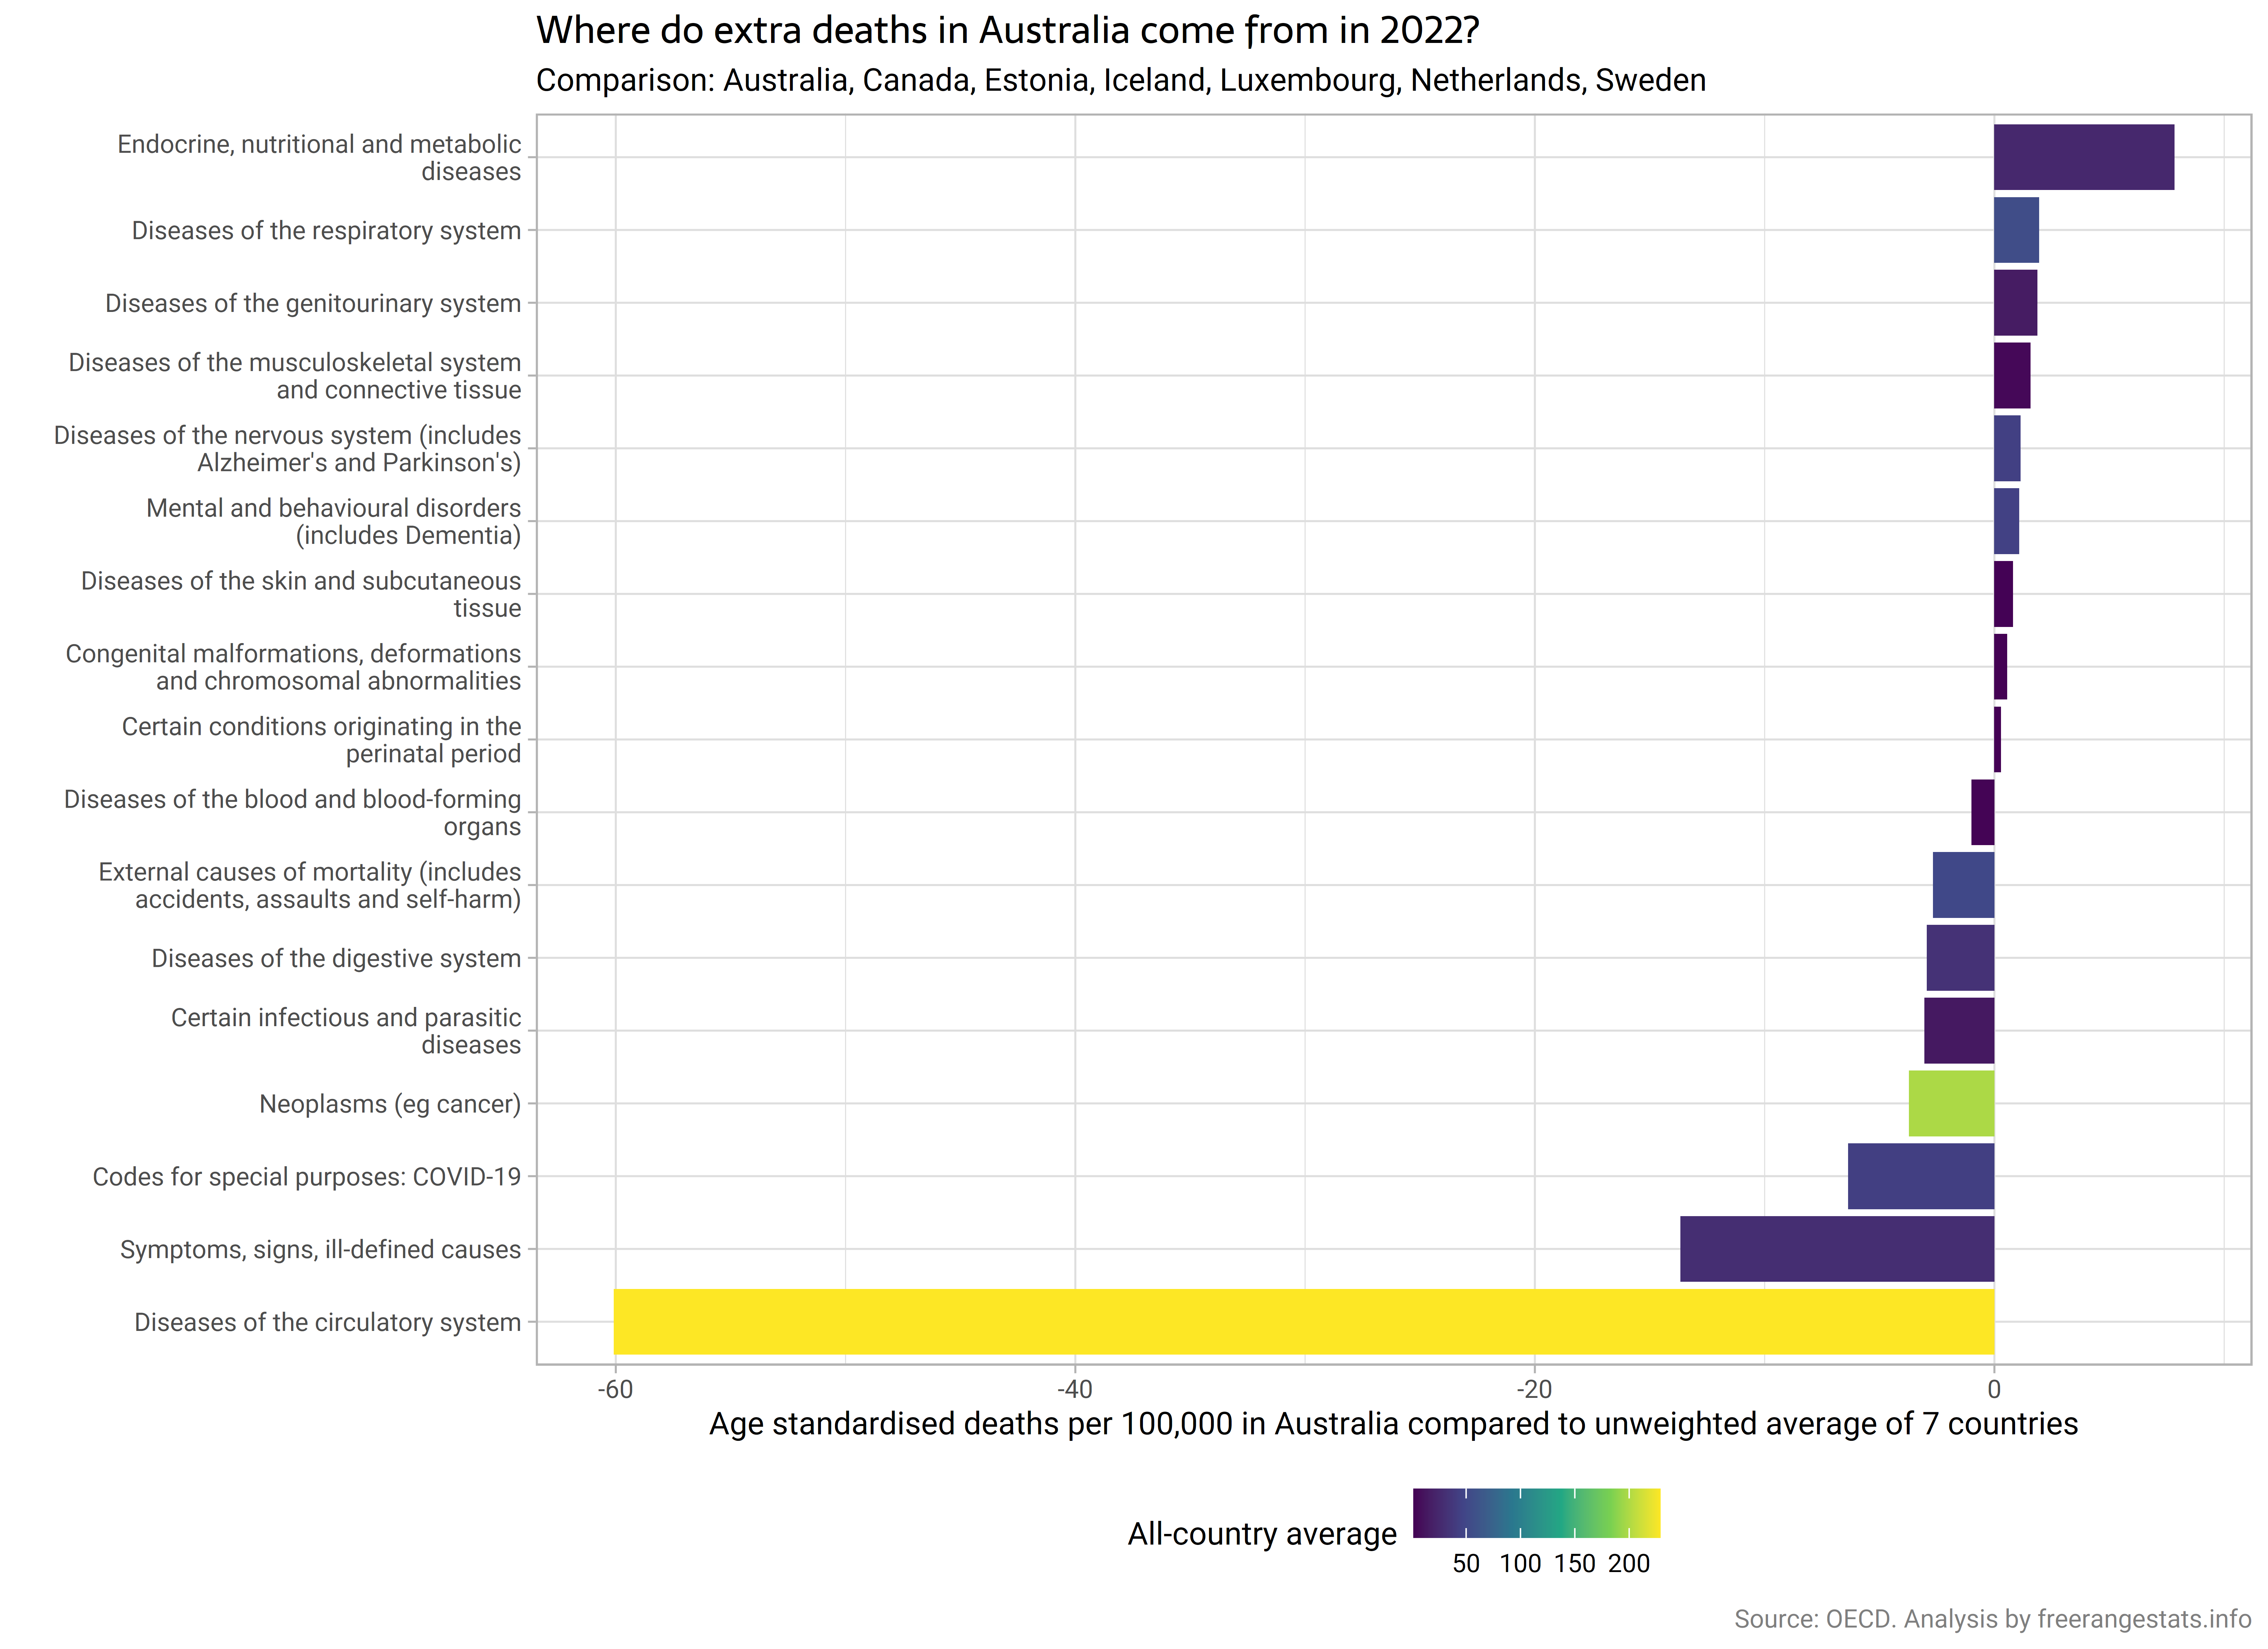 Where do extra deaths in Australia come from in 2022?
Comparison: Australia, Canada, Estonia, Iceland, Luxembourg, Netherlands, Sweden
Endocrine, nutritional and metabolic
diseases
Diseases of the respiratory system
Diseases of the genitourinary system
Diseases of the musculoskeletal system
and connective tissue
Diseases of the nervous system (includes
Alzheimer's and Parkinson's)
Mental and behavioural disorders
(includes Dementia)
Diseases of the skin and subcutaneous
tissue
Congenital malformations, deformations
and chromosomal abnormalities
Certain conditions originating in the
perinatal period
Diseases of the blood and blood-forming
organs
External causes of mortality (includes
accidents, assaults and self-harm)
Diseases of the digestive system
Certain infectious and parasitic
diseases
Neoplasms (eg cancer)
Codes for special purposes: COVID-19
Symptoms, signs, ill-defined causes
Diseases of the circulatory system
-60 -40 -20 0
Age standardised deaths per 100,000 in Australia compared to unweighted average of 7 countries
All-country average
50 100 150 200
Source: OECD. Analysis by freerangestats.info